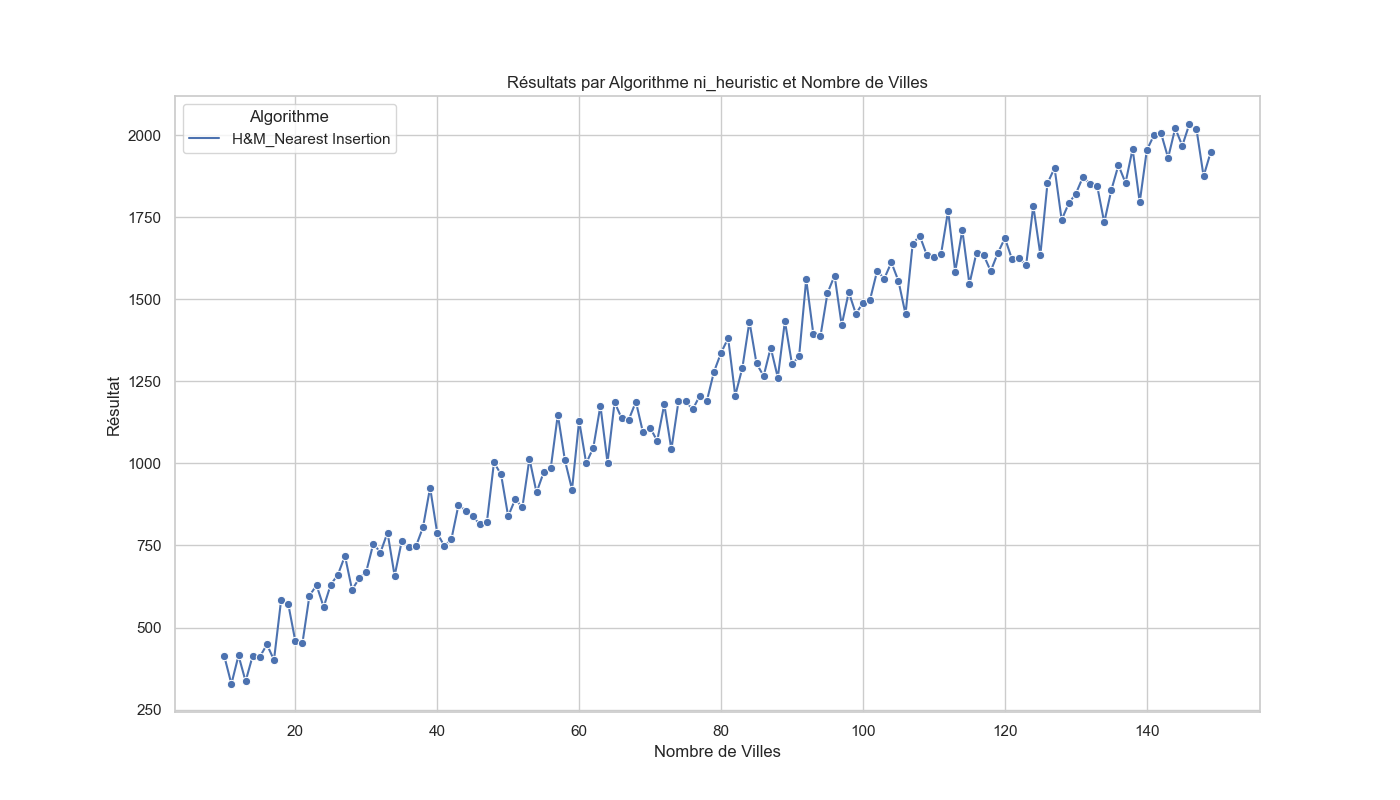 Résultats par Algorithme ni_heuristic et Nombre de Villes
Algorithme
H&M_Nearest Insertion
Résultat
2000
1750
1500
1250
1000
750
500
250
20 40 60 80 100 120 140
Nombre de Villes